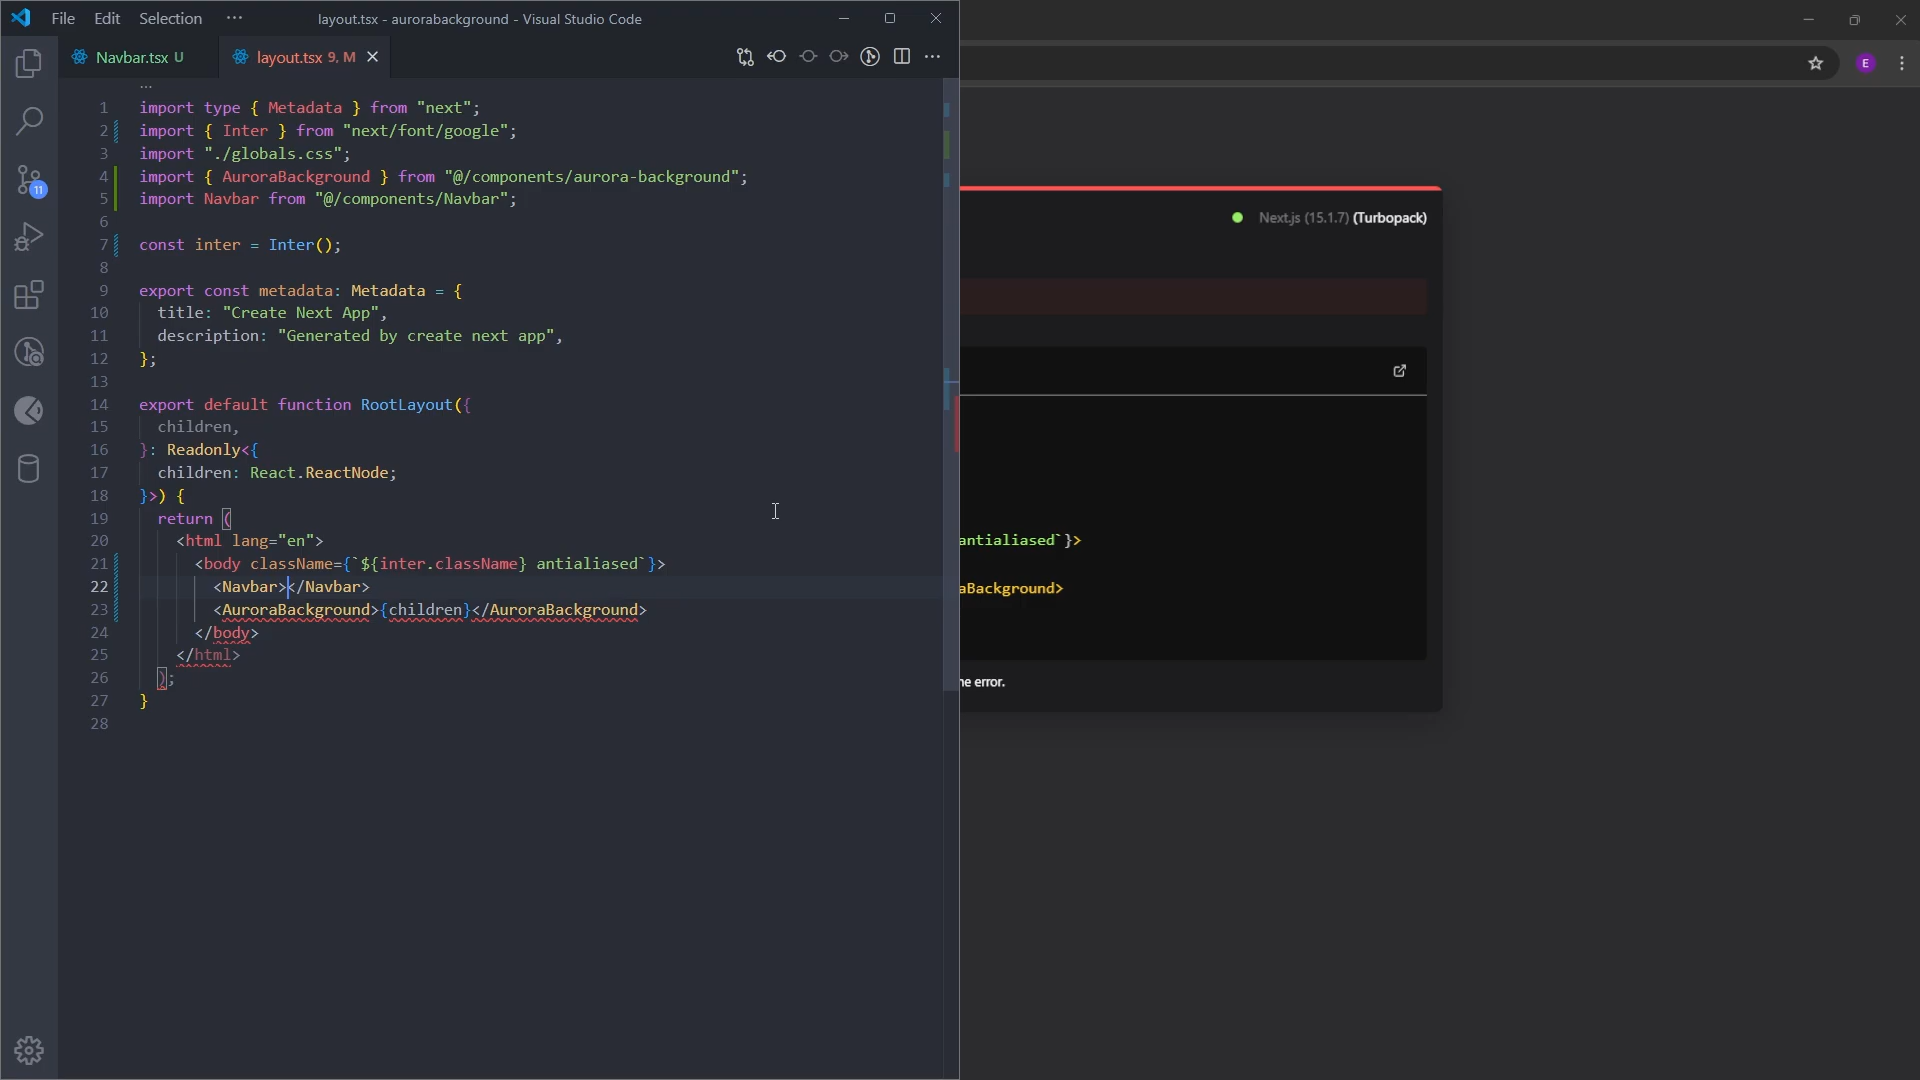 File Edit Selection ··· layout.tsx - aurorabackground - Visual Studio Code
Navbar.tsx U layout.tsx 9, M
E
11
...
1 import type { Metadata } from "next";
2 import { Inter } from "next/font/google";
3 import "./globals.css";
4 import { AuroraBackground } from "@/components/aurora-background";
5 import Navbar from "@/components/Navbar";
6
7 const inter = Inter();
8
9 export const metadata: Metadata = {
10 title: "Create Next App",
11 description: "Generated by create next app",
12 };
13
14 export default function RootLayout({
15 children,
16 }: Readonly<{
17 children: React.ReactNode;
18 }>) {
19 return (
20 <html lang="en">
21 <body className={`${inter.className} antialiased`}>
22 <Navbar></Navbar>
23 <AuroraBackground>{children}</AuroraBackground>
24 </body>
25 </html>
26 );
27 }
28
Next.js (15.1.7) (Turbopack)
antialiased`}>
aBackground>
he error.